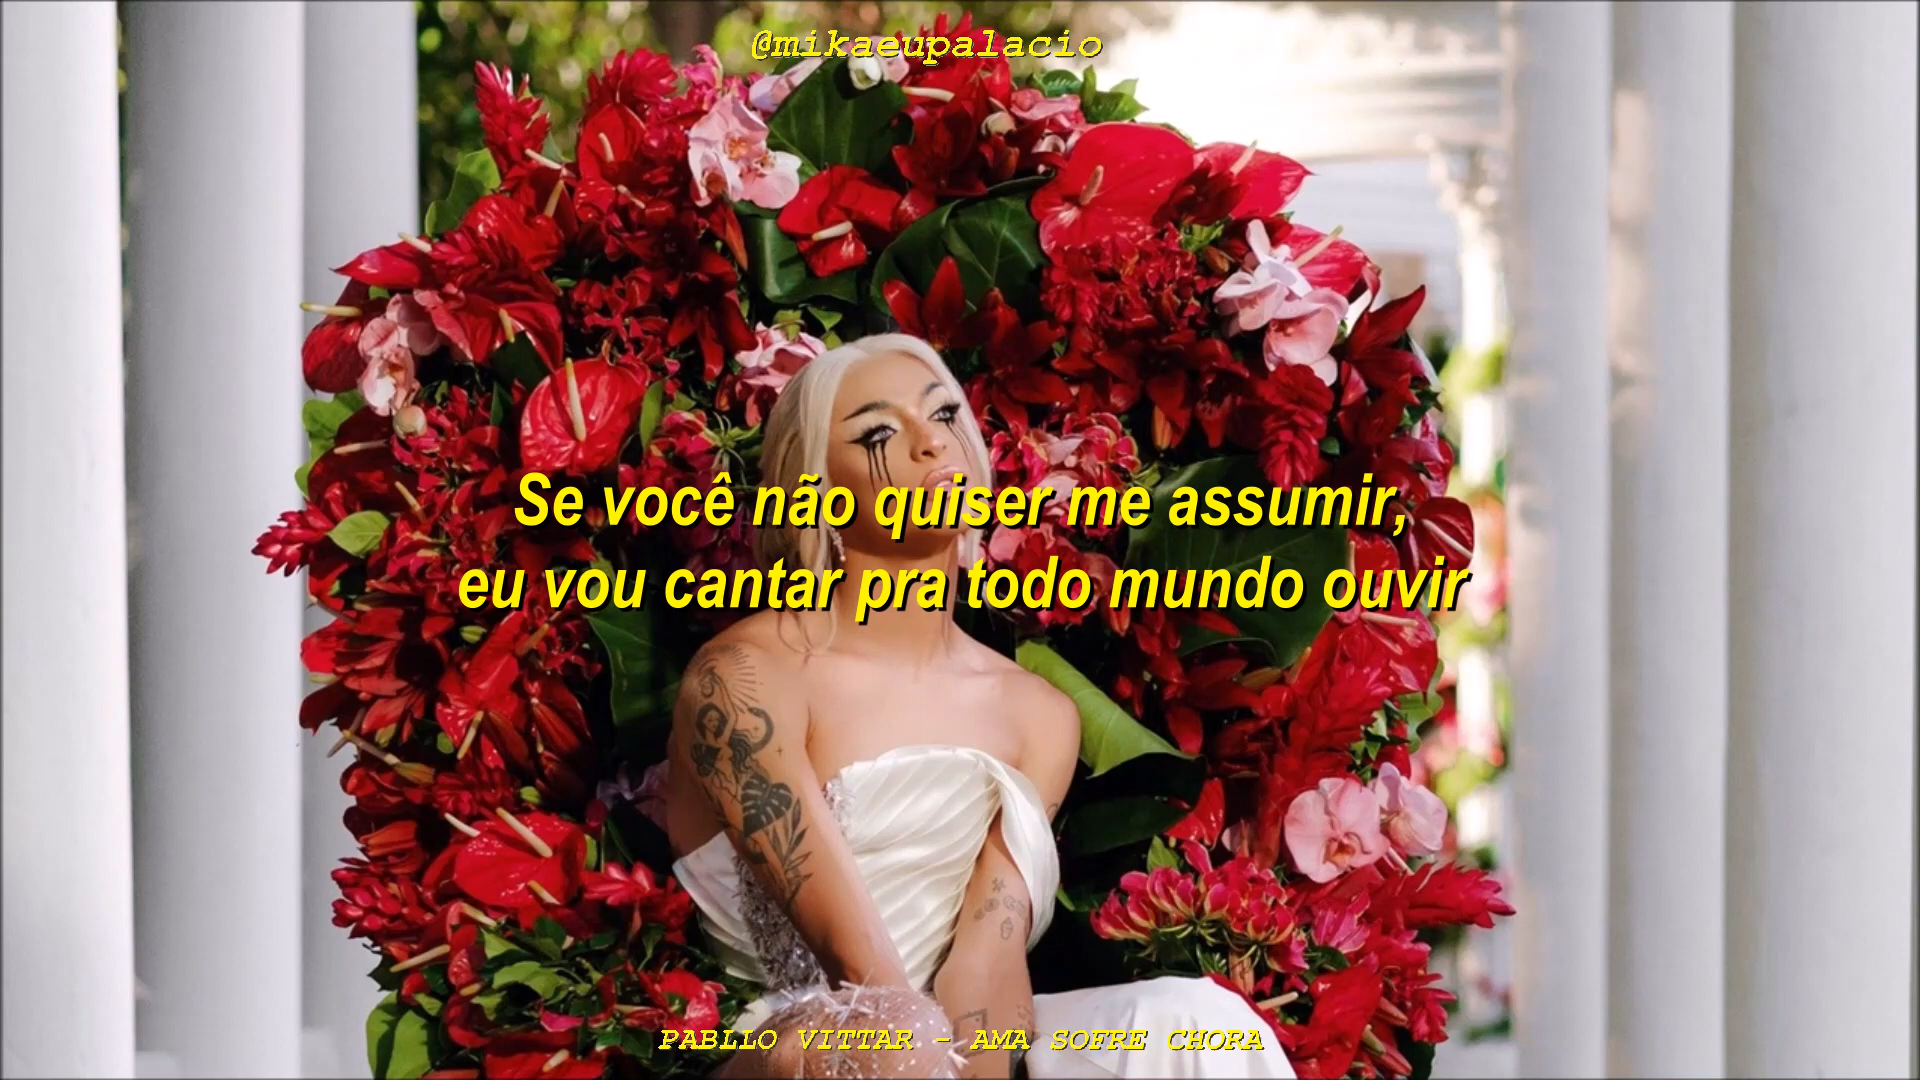 @mikaeupalacio
Se você não quiser me assumir,
eu vou cantar pra todo mundo ouvir
PABLLO VITTAR - AMA SOFRE CHORA